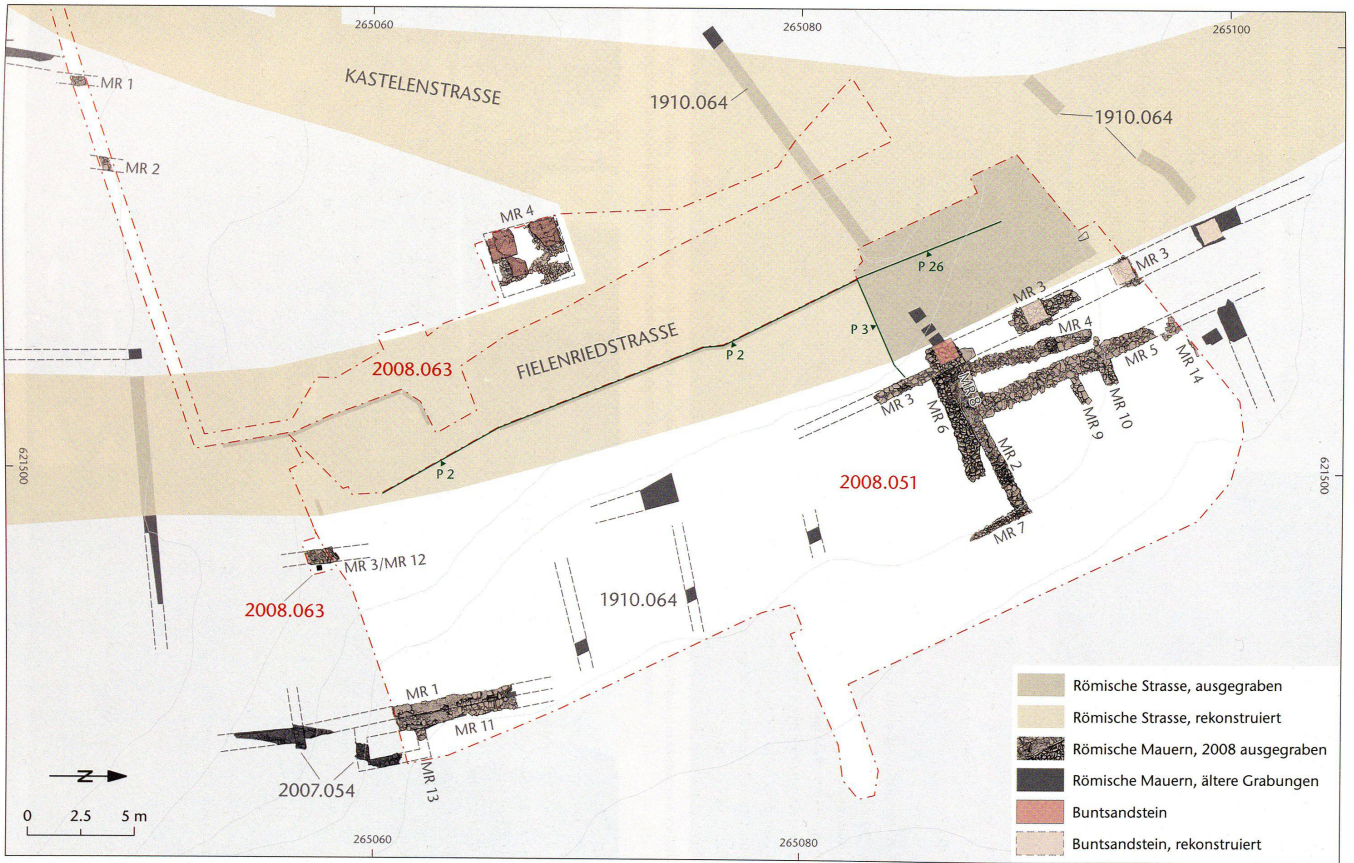 265060
265080
265100
KASTELENSTRASSE
1910.064
1910.064
MR 1
MR 2
MR 4
MR 3
MR 3
P 26
P 3
MR 4
MR 5
MR 14
FIELENRIEDSTRASSE
P 2
2008.063
MR 3
MR 8
MR 6
MR 10
MR 9
MR 2
621500
621500
P 2
2008.051
MR 7
MR 3/MR 12
2008.063
1910.064
MR 1
MR 11
MR 13
2007.054
N
0 2.5 5 m
265060
265080
Römische Strasse, ausgegraben
Römische Strasse, rekonstruiert
Römische Mauern, 2008 ausgegraben
Römische Mauern, ältere Grabungen
Buntsandstein
Buntsandstein, rekonstruiert